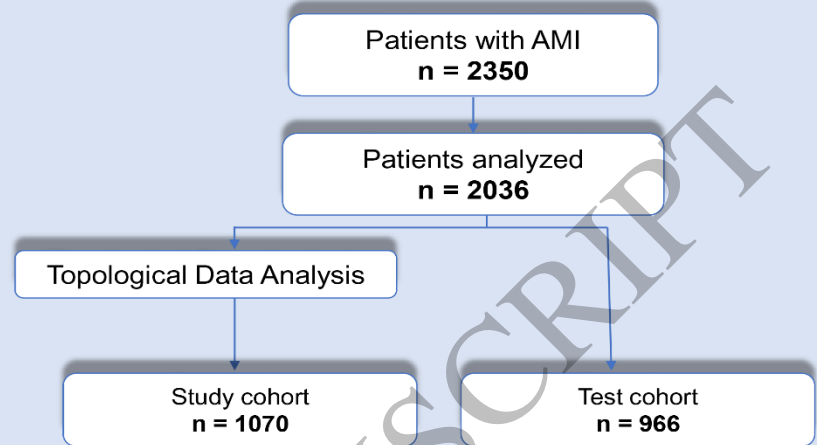 Patients with AMI
n = 2350
Patients analyzed
n = 2036
Topological Data Analysis
Study cohort
n = 1070
Test cohort
n = 966
SCRIPT